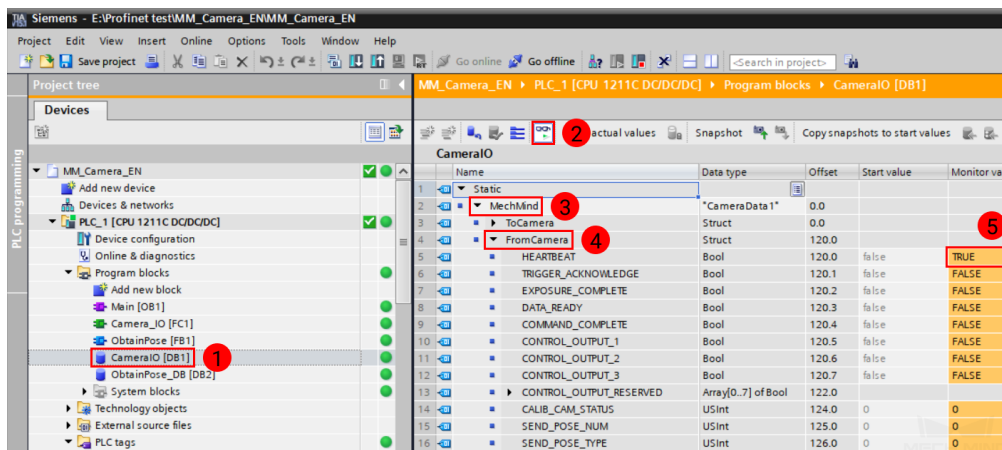 Siemens - E:\Profinet test\MM_Camera_EN\MM_Camera_EN
Project Edit View Insert Online Options Tools Window Help
Save project Go online Go offline <Search in project>
Project tree
MM_Camera_EN PLC_1 [CPU 1211C DC/DC/DC] Program blocks CameraIO [DB1]
Devices
2 actual values Snapshot Copy snapshots to start values
CameraIO
PLC programming
MM_Camera_EN
Add new device
Devices & networks
PLC_1 [CPU 1211C DC/DC/DC]
Device configuration
Online & diagnostics
Program blocks
Add new block
Main [OB1]
Camera_IO [FC1]
ObtainPose [FB1]
CameraIO [DB1] 1
ObtainPose_DB [DB2]
System blocks
Technology objects
External source files
PLC tags
Name Data type Offset Start value Monitor va
1 Static
2 MechMind 3 "CameraData1" 0.0
3 ToCamera Struct 0.0
4 FromCamera 4 Struct 120.0 5
5 HEARTBEAT Bool 120.0 false TRUE
6 TRIGGER_ACKNOWLEDGE Bool 120.1 false FALSE
7 EXPOSURE_COMPLETE Bool 120.2 false FALSE
8 DATA_READY Bool 120.3 false FALSE
9 COMMAND_COMPLETE Bool 120.4 false FALSE
10 CONTROL_OUTPUT_1 Bool 120.5 false FALSE
11 CONTROL_OUTPUT_2 Bool 120.6 false FALSE
12 CONTROL_OUTPUT_3 Bool 120.7 false FALSE
13 CONTROL_OUTPUT_RESERVED Array[0..7] of Bool 122.0
14 CALIB_CAM_STATUS USInt 124.0 0 0
15 SEND_POSE_NUM USInt 125.0 0 0
16 SEND_POSE_TYPE USInt 126.0 0 0